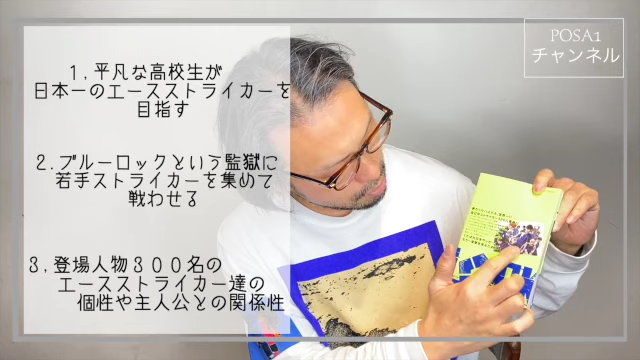 POSA1
チャンネル
1,平凡な高校生が
日本一のエースストライカーを
目指す
2.ブルーロックという監獄に
若手ストライカーを集めて
戦わせる
3,登場人物300名の
エースストライカー達の
個性や主人公との関係性